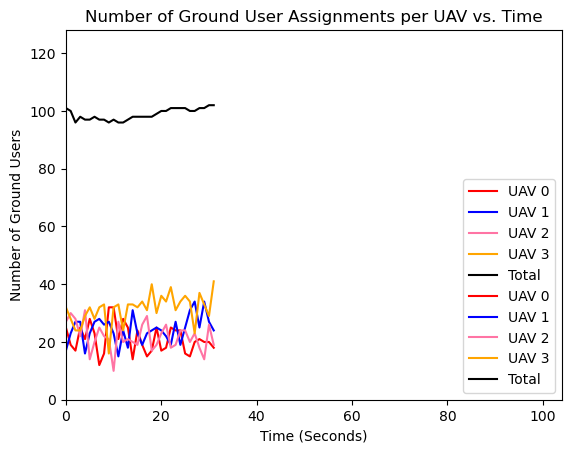 Number of Ground User Assignments per UAV vs. Time
120
100
80
60
40
20
0
Number of Ground Users
UAV 0
UAV 1
UAV 2
UAV 3
Total
UAV 0
UAV 1
UAV 2
UAV 3
Total
0 20 40 60 80 100
Time (Seconds)